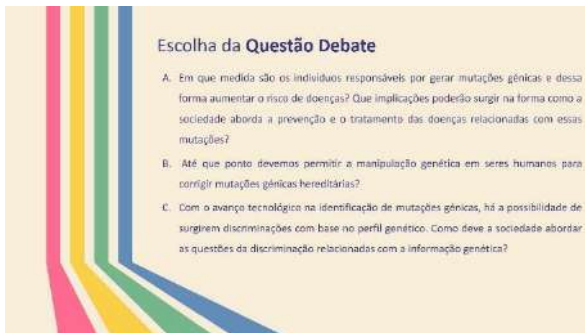 Escolha da Questão Debate
A. Em que medida são os indivíduos responsáveis por gerar mutações génicas e dessa
forma aumentar o risco de doenças? Que implicações poderão surgir na forma como a
sociedade aborda a prevenção e o tratamento das doenças relacionadas com essas
mutações?
B. Até que ponto devemos permitir a manipulação genética em seres humanos para
corrigir mutações génicas hereditárias?
C. Com o avanço tecnológico na identificação de mutações génicas, há a possibilidade de
surgirem discriminações com base no perfil genético. Como deve a sociedade abordar
as questões da discriminação relacionadas com a informação genética?